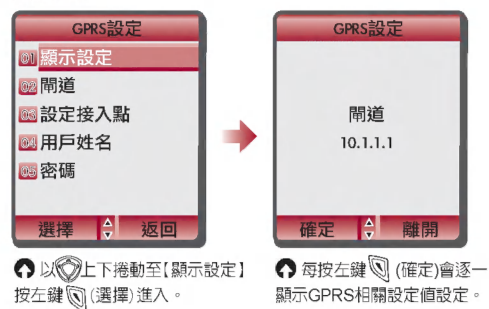 GPRS設定
01 顯示設定
02 閘道
03 設定接入點
04 用戶姓名
05 密碼
選擇 返回
以上下捲動至【顯示設定】
按左鍵(選擇)進入。
GPRS設定
閘道
10.1.1.1
確定 離開
每按左鍵(確定)會逐一
顯示GPRS相關設定值設定。